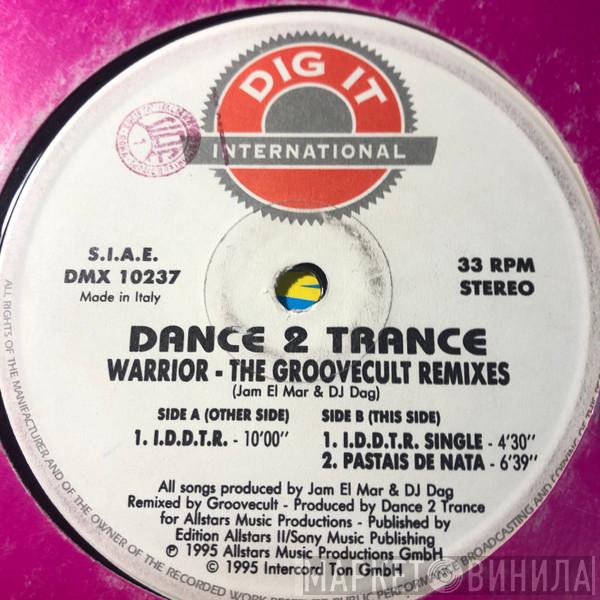 DIG IT
INTERNATIONAL
S.I.A.E.
DMX 10237
Made in Italy
33 RPM
STEREO
DANCE 2 TRANCE
WARRIOR - THE GROOVECULT REMIXES
(Jam El Mar & DJ Dag)
SIDE A (OTHER SIDE)
1. I.D.D.T.R. - 10'00"
SIDE B (THIS SIDE)
1. I.D.D.T.R. SINGLE - 4'30"
2. PASTAIS DE NATA - 6'39"
All songs produced by Jam El Mar & DJ Dag
Remixed by Groovecult - Produced by Dance 2 Trance
for Allstars Music Productions - Published by
Edition Allstars II/Sony Music Publishing
℗ 1995 Allstars Music Productions GmbH
© 1995 Intercord Ton GmbH
ALL RIGHTS OF THE MANIFACTURER AND OF THE OWNER OF THE RECORDED WORK PUBLIC PERFORMANCE BROADCASTING AND COPYING OF
МАРКЕТ ВИНИЛА